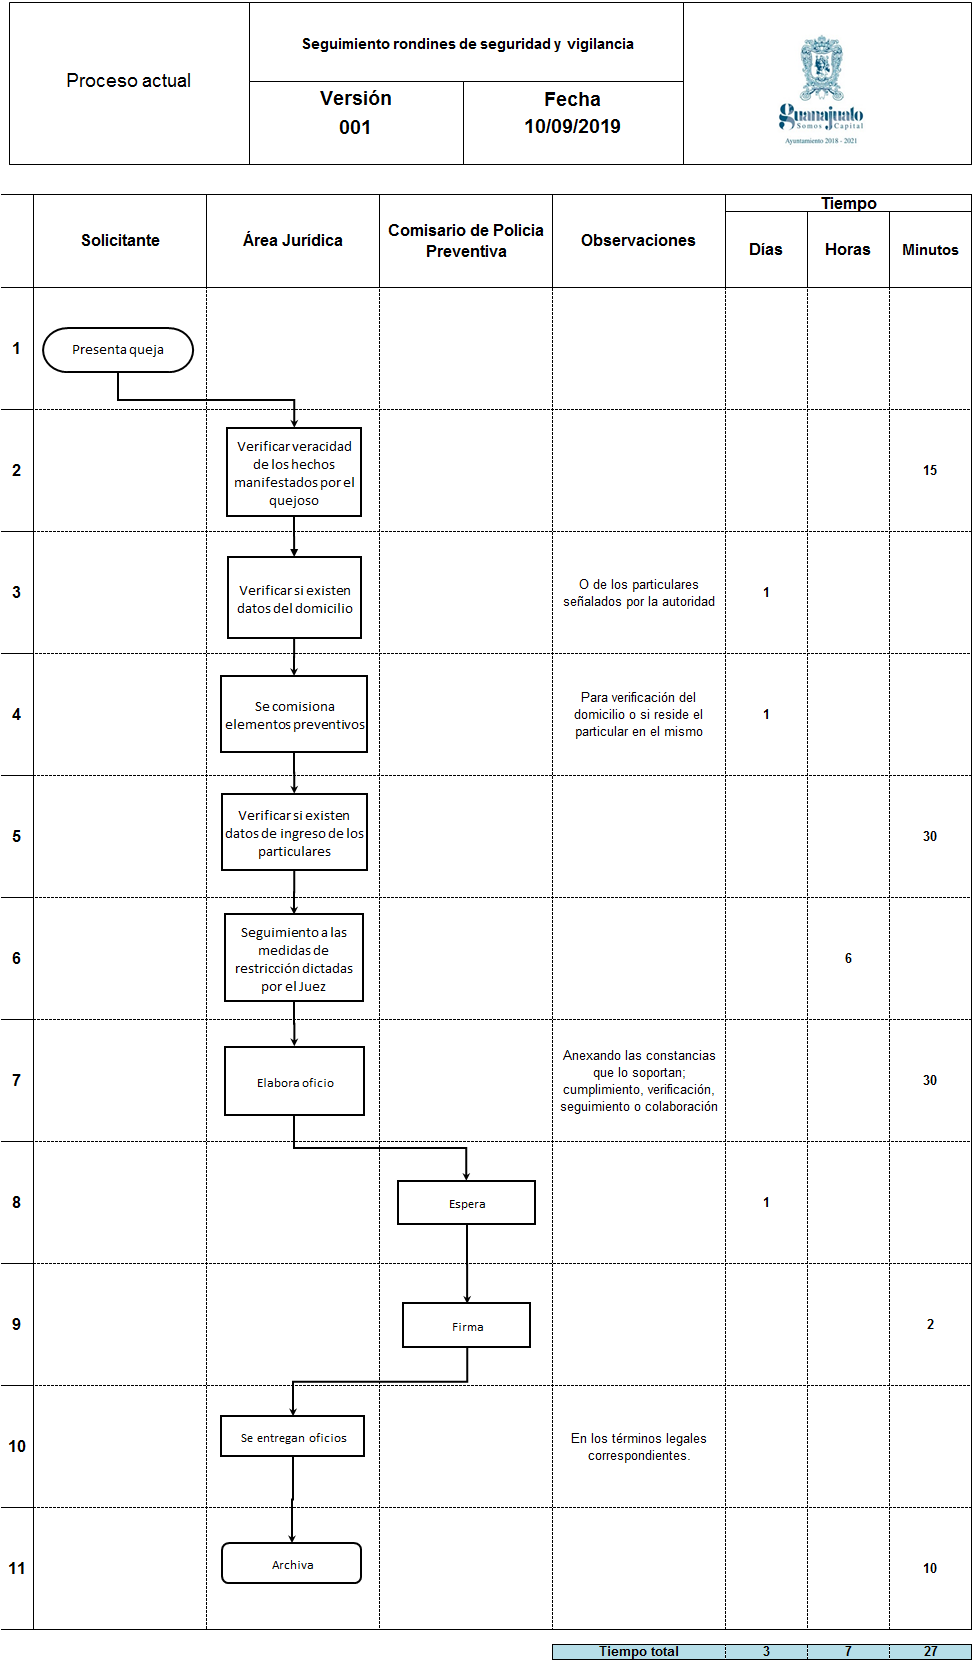 Proceso actual
Seguimiento rondines de seguridad y vigilancia
Versión
001
Fecha
10/09/2019
Guanajuato
Somos Capital
Ayuntamiento 2018 - 2021
Solicitante
Área Jurídica
Comisario de Policia
Preventiva
Observaciones
Tiempo
Días
Horas
Minutos
1
Presenta queja
2
Verificar veracidad
de los hechos
manifestados por el
quejoso
15
3
Verificar si existen
datos del domicilio
O de los particulares
señalados por la autoridad
1
4
Se comisiona
elementos preventivos
Para verificación del
domicilio o si reside el
particular en el mismo
1
5
Verificar si existen
datos de ingreso de los
particulares
30
6
Seguimiento a las
medidas de
restricción dictadas
por el Juez
6
7
Elabora oficio
Anexando las constancias
que lo soportan;
cumplimiento, verificación,
seguimiento o colaboración
30
8
Espera
1
9
Firma
2
10
Se entregan oficios
En los términos legales
correspondientes.
11
Archiva
10
Tiempo total 3 7 27